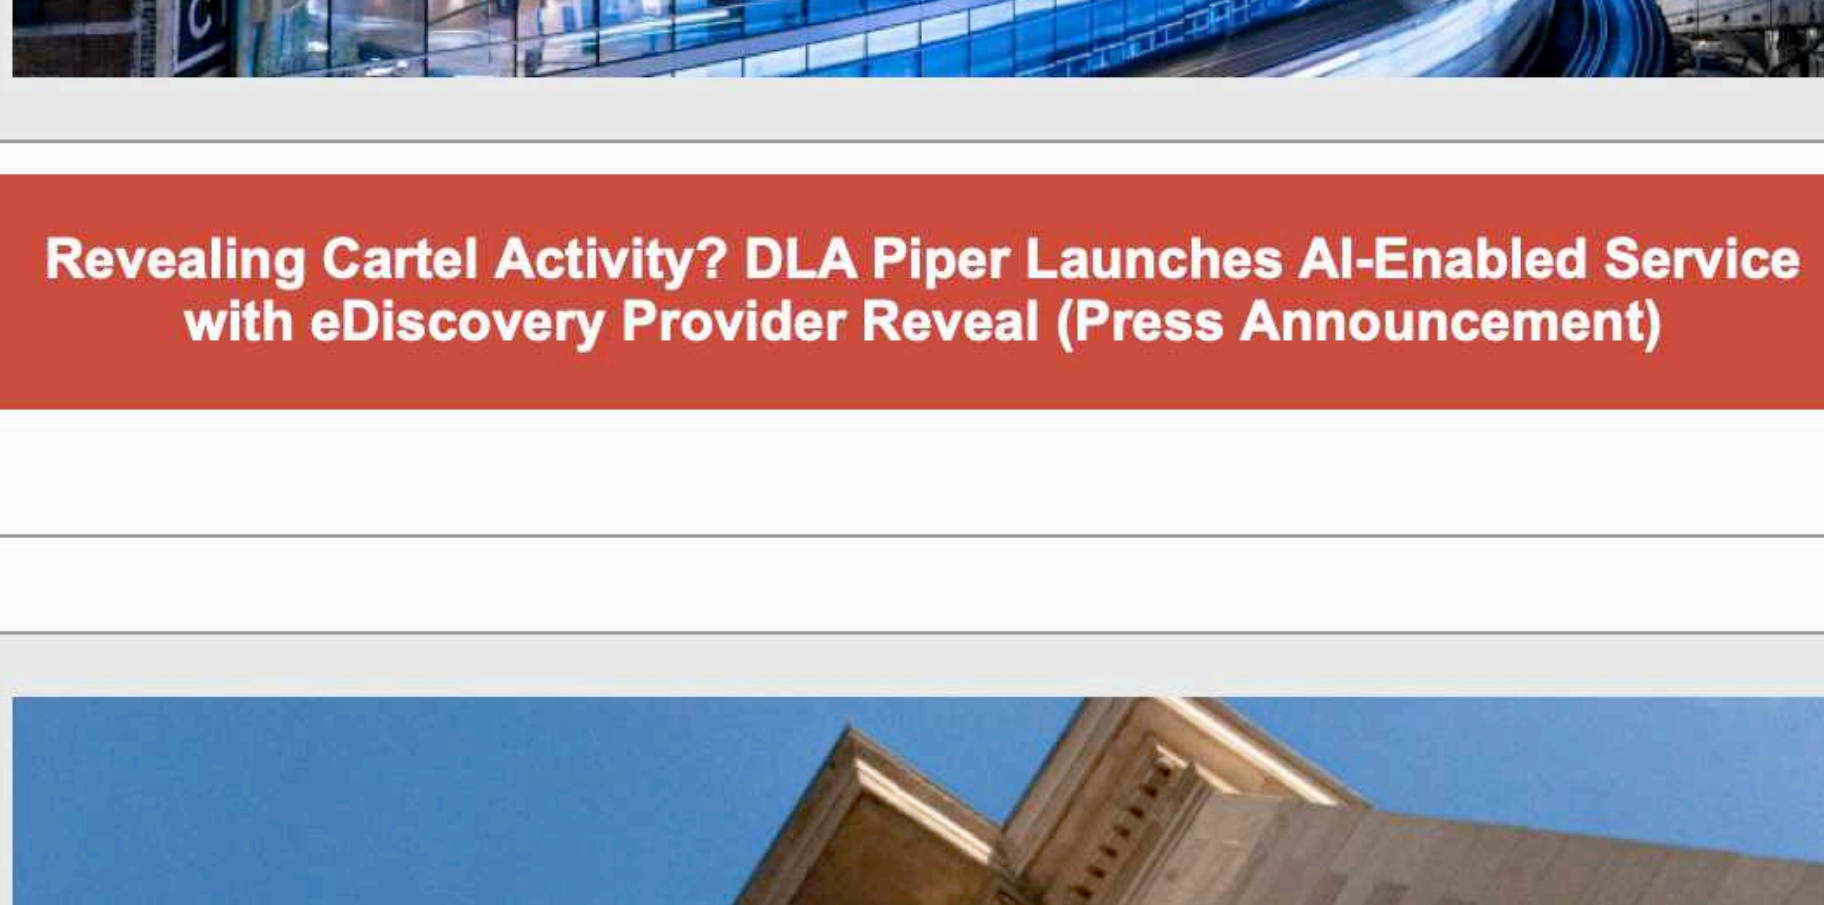 Revealing Cartel Activity? DLA Piper Launches AI-Enabled Service
with eDiscovery Provider Reveal (Press Announcement)